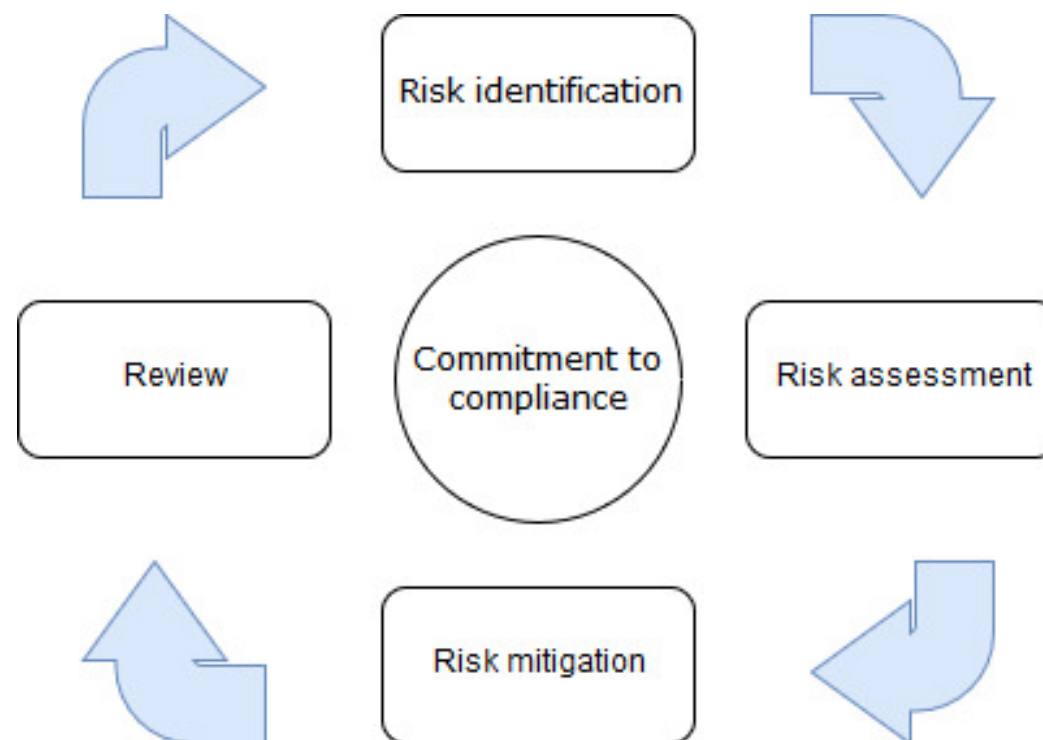 Risk identification
Review
Commitment to
compliance
Risk assessment
Risk mitigation